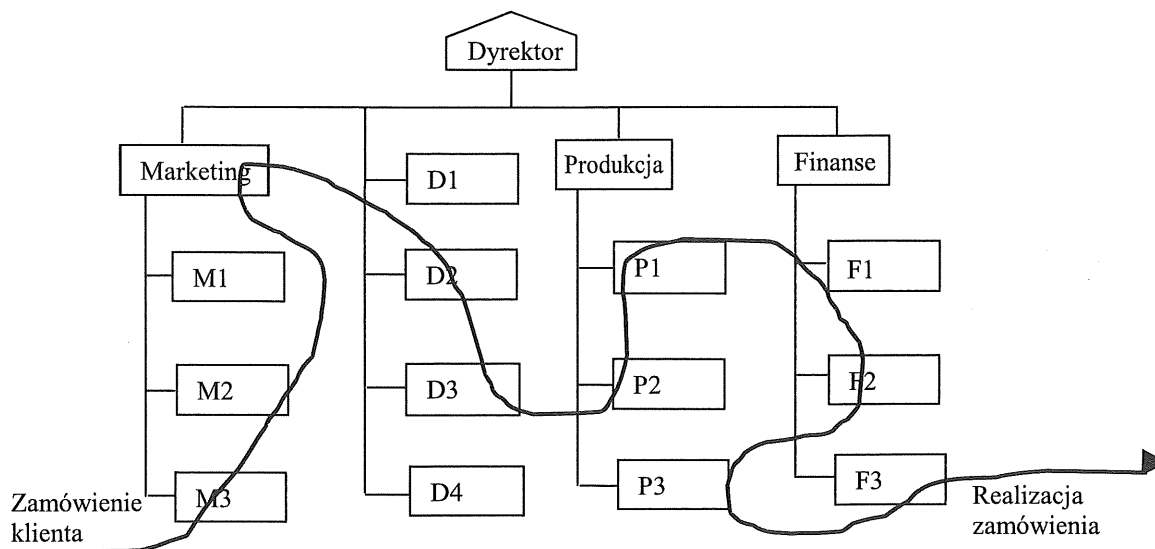 Dyrektor
Marketing
Produkcja
Finanse
D1
M1
D2
P1
F1
M2
D3
P2
F2
M3
D4
P3
F3
Zamówienie
klienta
Realizacja
zamówienia